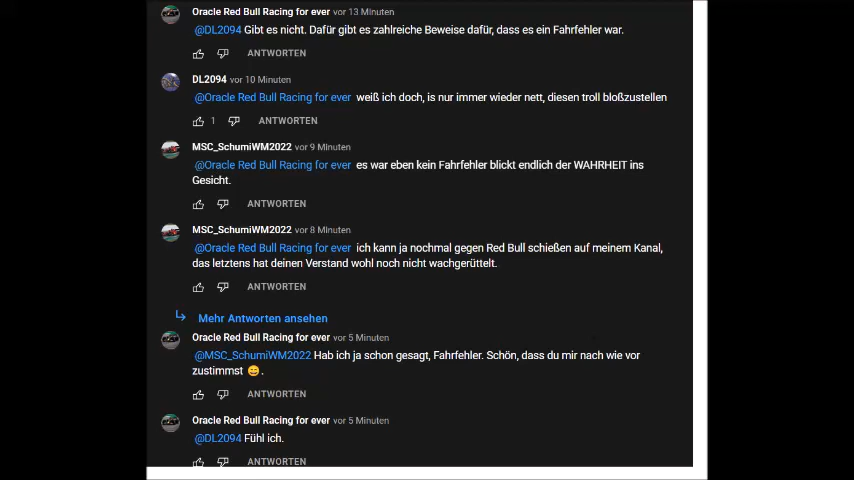 Oracle Red Bull Racing for ever vor 13 Minuten
@DL2094 Gibt es nicht. Dafür gibt es zahlreiche Beweise dafür, dass es ein Fahrfehler war.
ANTWORTEN
DL2094 vor 10 Minuten
@Oracle Red Bull Racing for ever weiß ich doch, is nur immer wieder nett, diesen troll bloßzustellen
1 ANTWORTEN
MSC_SchumiWM2022 vor 9 Minuten
@Oracle Red Bull Racing for ever es war eben kein Fahrfehler blickt endlich der WAHRHEIT ins
Gesicht.
ANTWORTEN
MSC_SchumiWM2022 vor 8 Minuten
@Oracle Red Bull Racing for ever ich kann ja nochmal gegen Red Bull schießen auf meinem Kanal,
das letztens hat deinen Verstand wohl noch nicht wachgerüttelt.
ANTWORTEN
Mehr Antworten ansehen
Oracle Red Bull Racing for ever vor 5 Minuten
@MSC_SchumiWM2022 Hab ich ja schon gesagt, Fahrfehler. Schön, dass du mir nach wie vor
zustimmst 😄.
ANTWORTEN
Oracle Red Bull Racing for ever vor 5 Minuten
@DL2094 Fühl ich.
ANTWORTEN